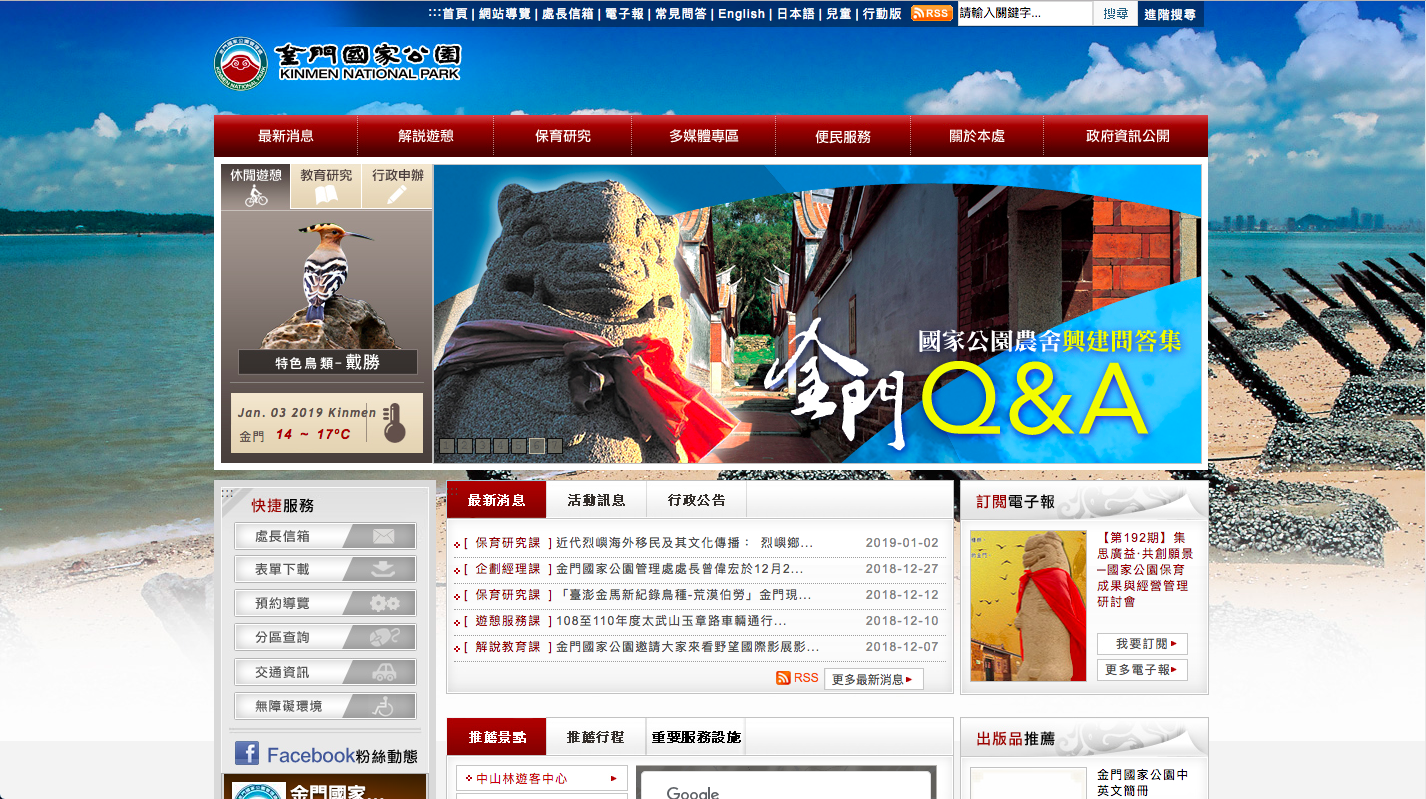 :::首頁 | 網站導覽 | 處長信箱 | 電子報 | 常見問答 | English | 日本語 | 兒童 | 行動版 RSS 請輸入關鍵字... 搜尋 進階搜尋
金門國家公園
KINMEN NATIONAL PARK
最新消息 解說遊憩 保育研究 多媒體專區 便民服務 關於本處 政府資訊公開
休閒遊憩 教育研究 行政申辦
特色鳥類-戴勝
Jan. 03 2019 Kinmen
金門 14 ~ 17°C
國家公園農舍興建問答集
金門Q&A
快捷服務
處長信箱
表單下載
預約導覽
分區查詢
交通資訊
無障礙環境
Facebook粉絲動態
金門國家...
最新消息 活動訊息 行政公告
[ 保育研究課 ] 近代烈嶼海外移民及其文化傳播： 烈嶼鄉... 2019-01-02
[ 企劃經理課 ] 金門國家公園管理處處長曾偉宏於12月2... 2018-12-27
[ 保育研究課 ] 「臺澎金馬新紀錄鳥種-荒漠伯勞」金門現... 2018-12-12
[ 遊憩服務課 ] 108至110年度太武山玉章路車輛通行... 2018-12-10
[ 解說教育課 ] 金門國家公園邀請大家來看野望國際影展影... 2018-12-07
RSS 更多最新消息
推薦景點 推薦行程 重要服務設施
中山林遊客中心
Google
訂閱電子報
【第192期】集
思廣益‧共創願景
─國家公園保育
成果與經營管理
研討會
我要訂閱
更多電子報
出版品推薦
金門國家公園中
英文簡冊